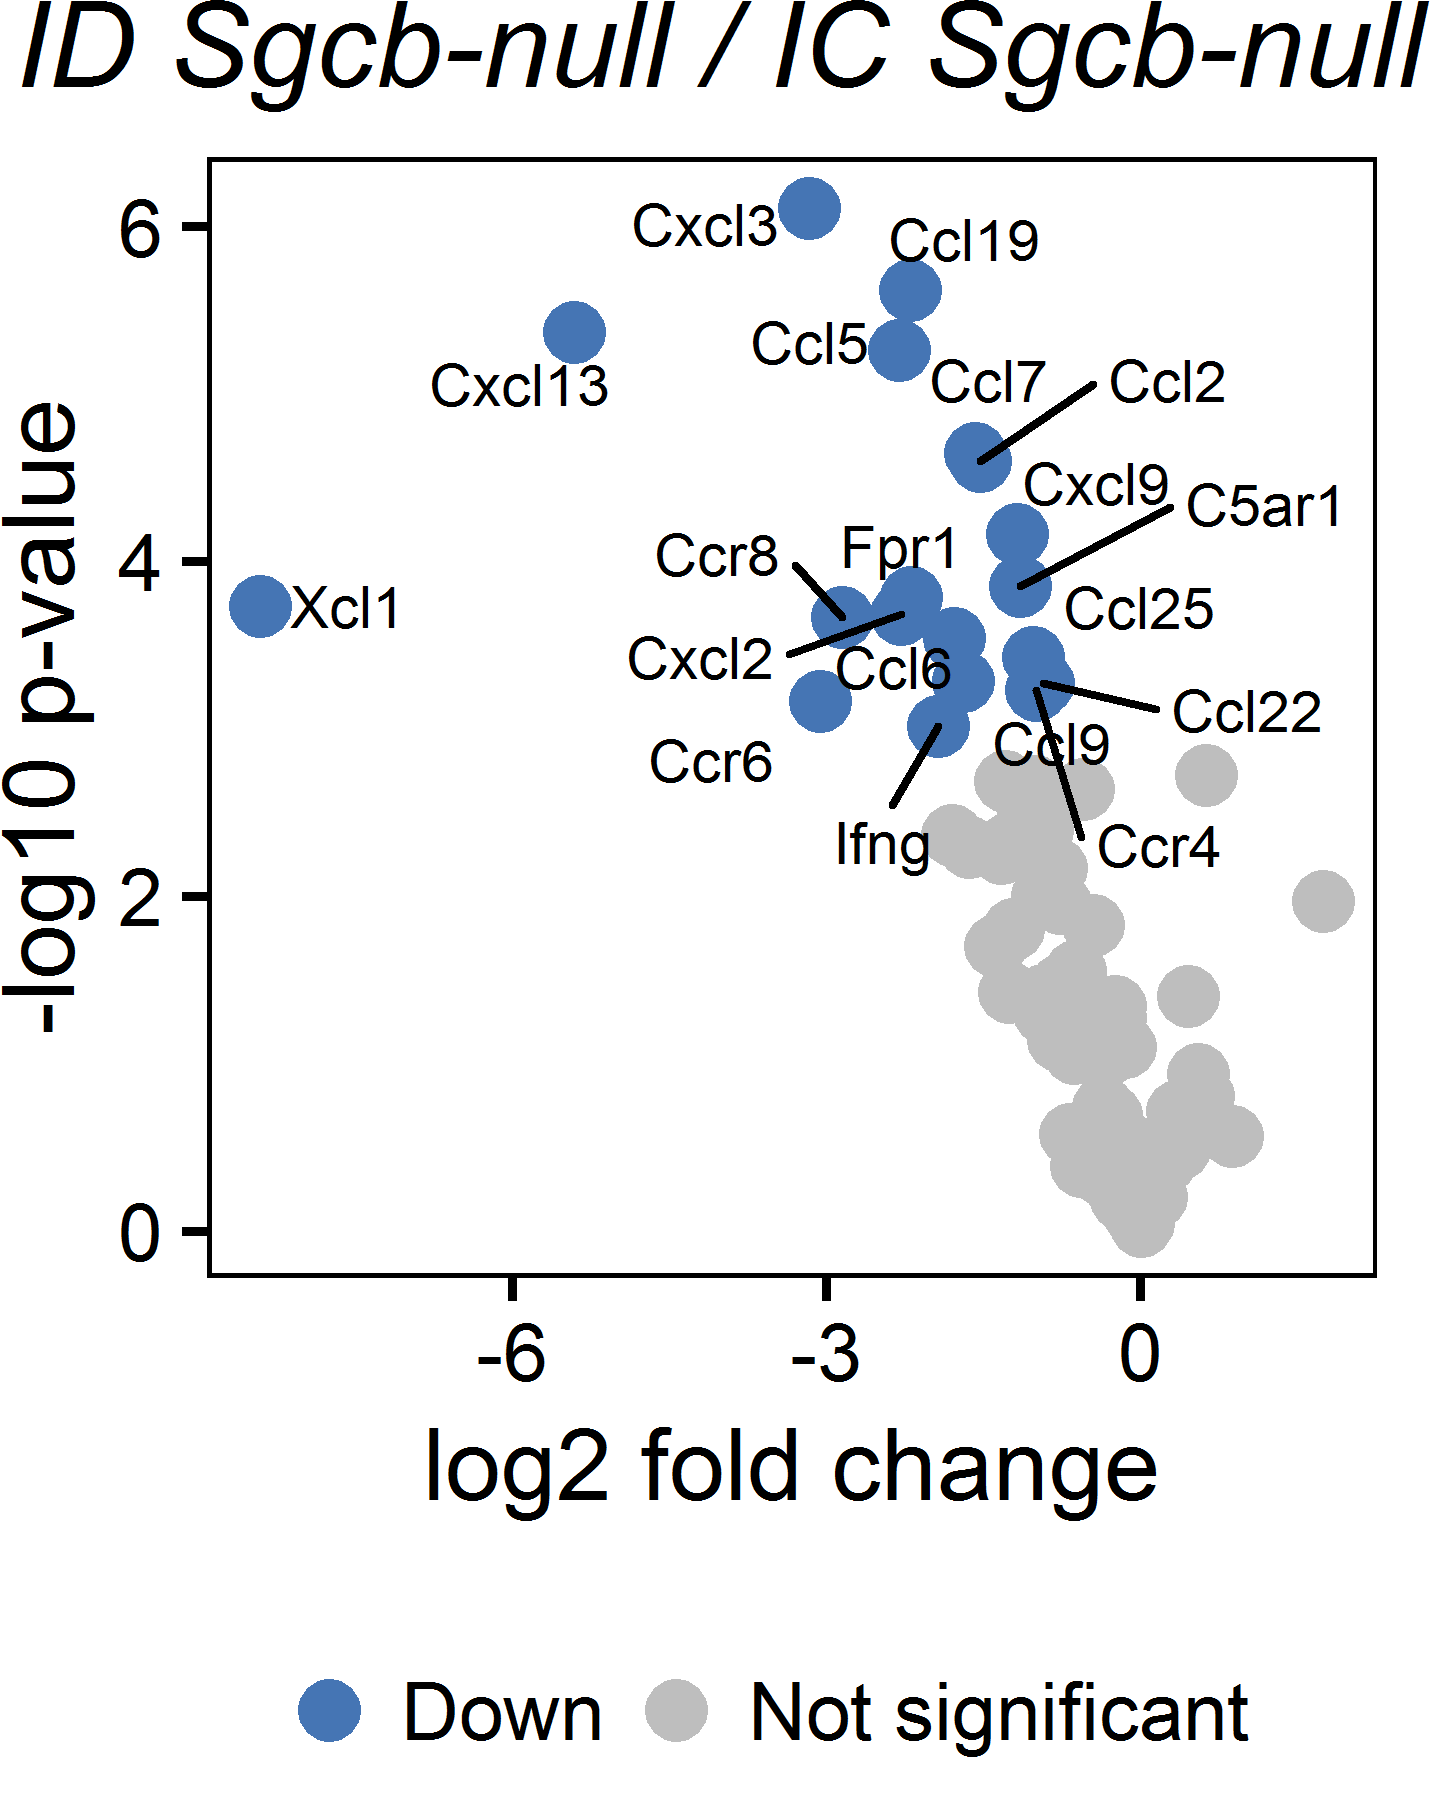 ID Sgcb-null / IC Sgcb-null
6
4
2
0
-log10 p-value
Cxcl3
Ccl19
Cxcl13
Ccl5
Ccl7
Ccl2
Cxcl9
C5ar1
Ccr8
Fpr1
Xcl1
Ccl25
Cxcl2
Ccl6
Ccl22
Ccr6
Ccl9
Ifng
Ccr4
-6
-3
0
log2 fold change
Down
Not significant